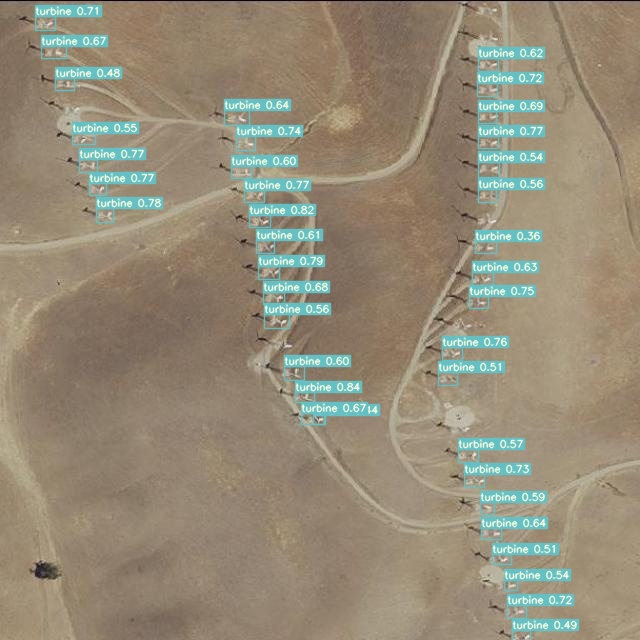 turbine 0.71
turbine 0.67
turbine 0.48
turbine 0.55
turbine 0.77
turbine 0.77
turbine 0.78
turbine 0.64
turbine 0.74
turbine 0.60
turbine 0.77
turbine 0.82
turbine 0.61
turbine 0.79
turbine 0.68
turbine 0.56
turbine 0.60
turbine 0.84
turbine 0.67
turbine 0.62
turbine 0.72
turbine 0.69
turbine 0.77
turbine 0.54
turbine 0.56
turbine 0.36
turbine 0.63
turbine 0.75
turbine 0.76
turbine 0.51
turbine 0.57
turbine 0.73
turbine 0.59
turbine 0.64
turbine 0.51
turbine 0.54
turbine 0.72
turbine 0.49